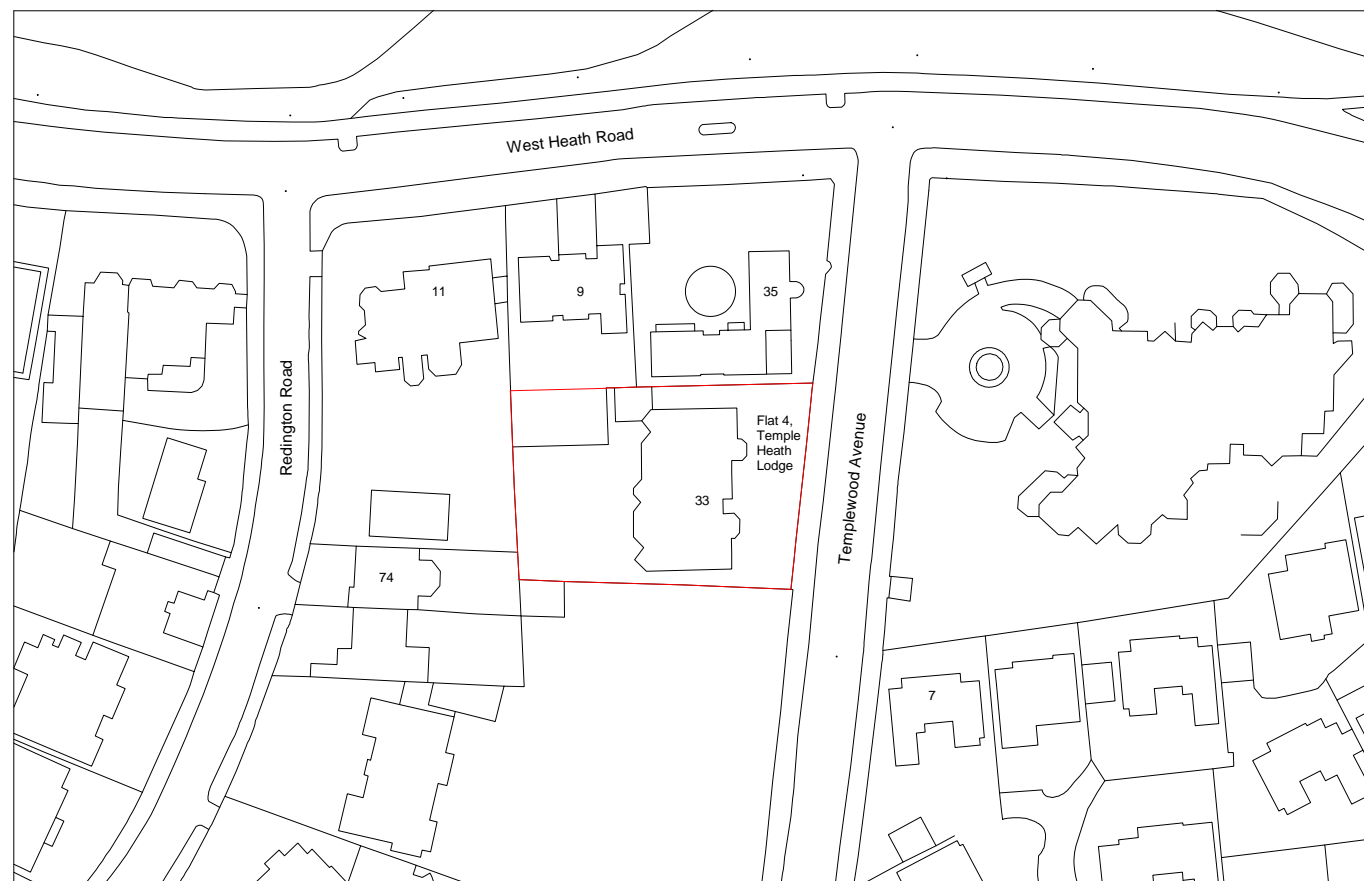 West Heath Road
11
9
35
Redington Road
Flat 4,
Temple
Heath
Lodge
Templewood Avenue
33
74
7